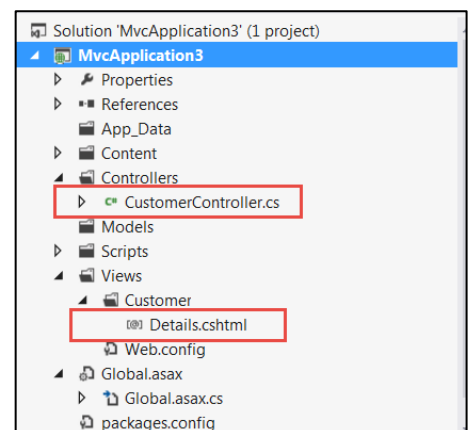 Solution 'MvcApplication3' (1 project)
MvcApplication3
Properties
References
App_Data
Content
Controllers
C# CustomerController.cs
Models
Scripts
Views
Customer
[@] Details.cshtml
Web.config
Global.asax
Global.asax.cs
packages.config